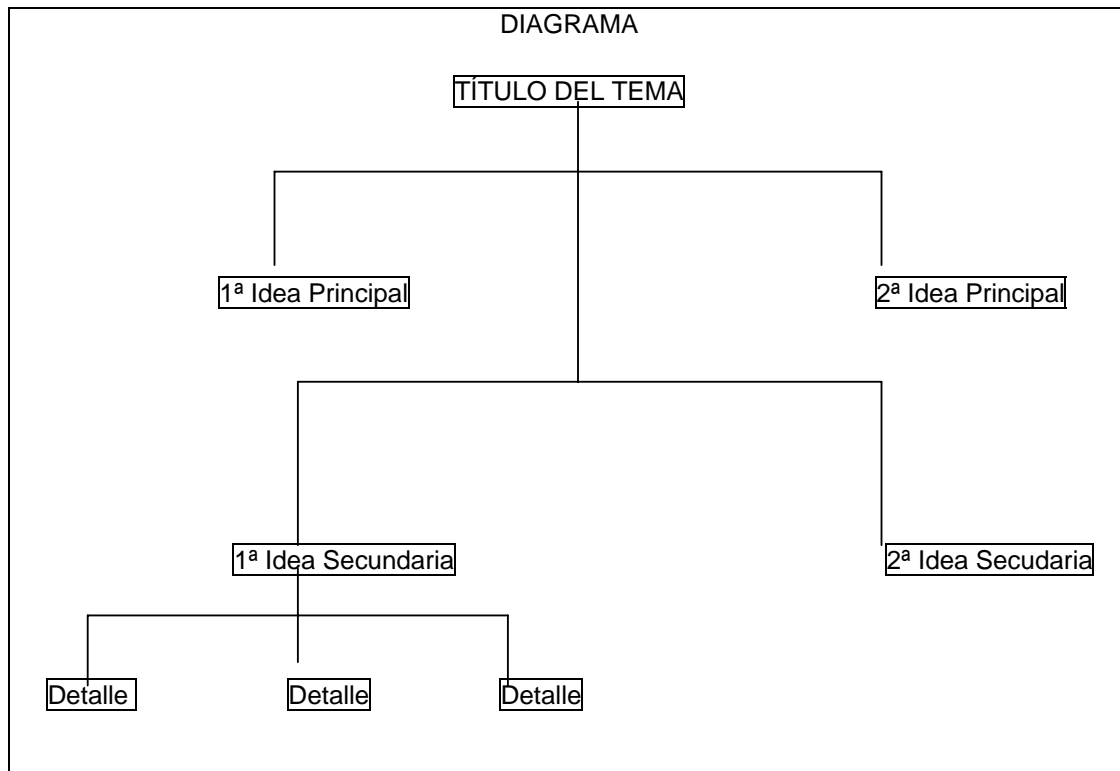 DIAGRAMA
TÍTULO DEL TEMA
1ª Idea Principal 2ª Idea Principal
1ª Idea Secundaria 2ª Idea Secudaria
Detalle Detalle Detalle